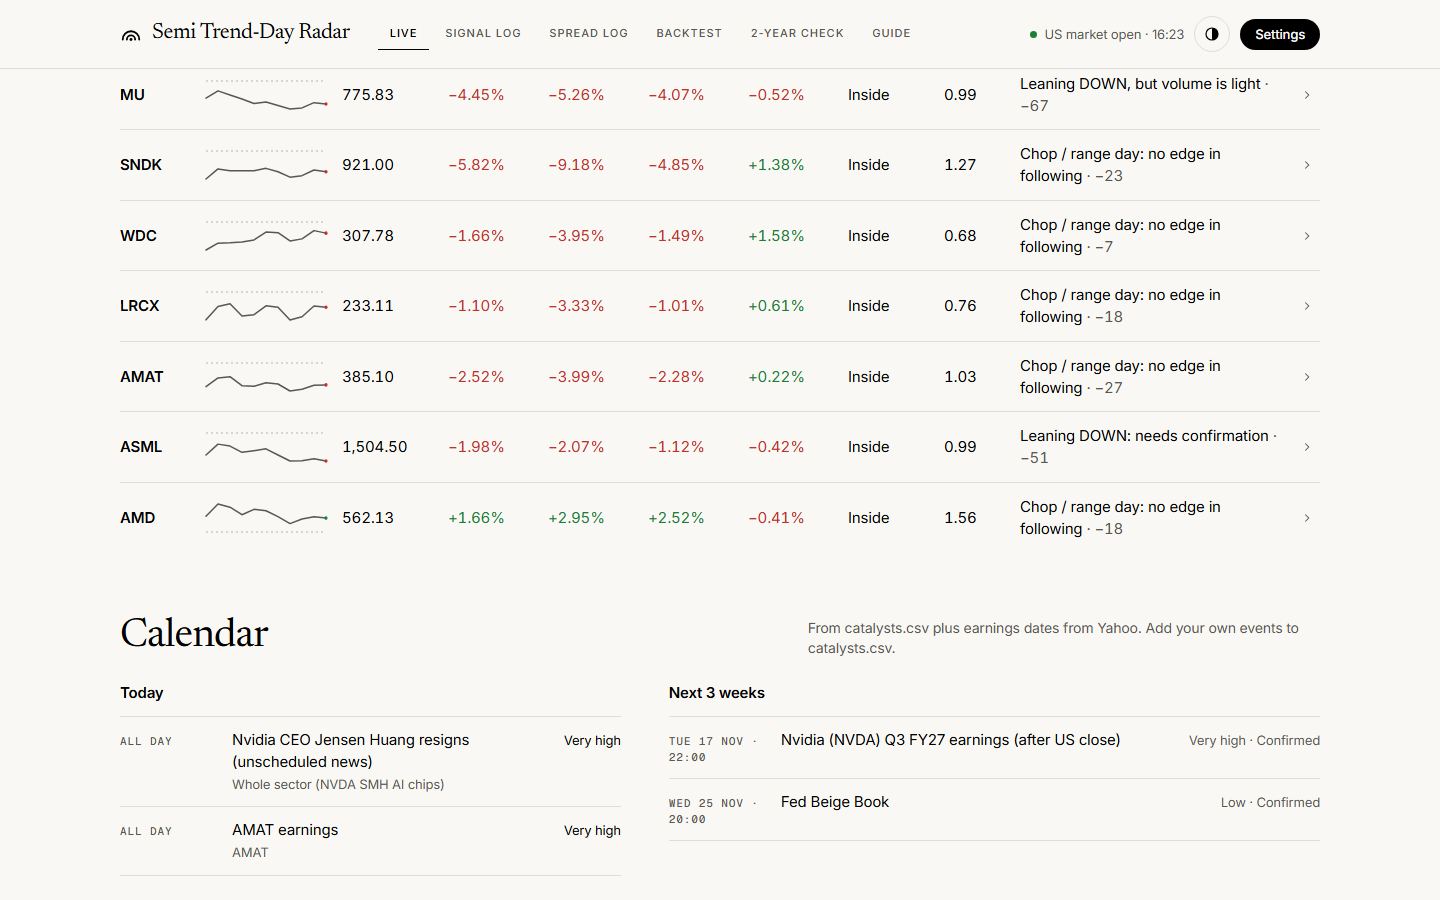 Semi Trend-Day Radar LIVE SIGNAL LOG SPREAD LOG BACKTEST 2-YEAR CHECK GUIDE US market open · 16:23 Settings
MU 775.83 −4.45% −5.26% −4.07% −0.52% Inside 0.99 Leaning DOWN, but volume is light ·
−67
SNDK 921.00 −5.82% −9.18% −4.85% +1.38% Inside 1.27 Chop / range day: no edge in
following · −23
WDC 307.78 −1.66% −3.95% −1.49% +1.58% Inside 0.68 Chop / range day: no edge in
following · −7
LRCX 233.11 −1.10% −3.33% −1.01% +0.61% Inside 0.76 Chop / range day: no edge in
following · −18
AMAT 385.10 −2.52% −3.99% −2.28% +0.22% Inside 1.03 Chop / range day: no edge in
following · −27
ASML 1,504.50 −1.98% −2.07% −1.12% −0.42% Inside 0.99 Leaning DOWN: needs confirmation ·
−51
AMD 562.13 +1.66% +2.95% +2.52% −0.41% Inside 1.56 Chop / range day: no edge in
following · −18
Calendar
From catalysts.csv plus earnings dates from Yahoo. Add your own events to
catalysts.csv.
Today
ALL DAY Nvidia CEO Jensen Huang resigns Very high
(unscheduled news)
Whole sector (NVDA SMH AI chips)
ALL DAY AMAT earnings Very high
AMAT
Next 3 weeks
TUE 17 NOV · Nvidia (NVDA) Q3 FY27 earnings (after US close) Very high · Confirmed
22:00
WED 25 NOV · Fed Beige Book Low · Confirmed
20:00